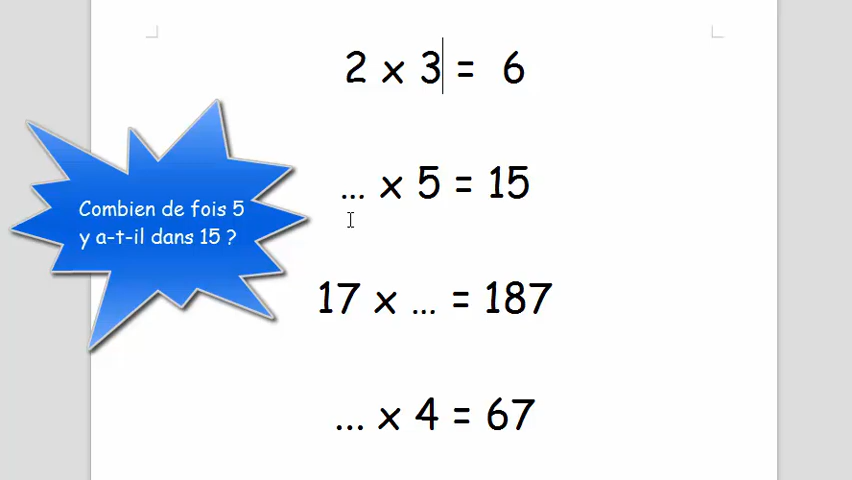 2 x 3 = 6
Combien de fois 5
y a-t-il dans 15 ?
... x 5 = 15
17 x ... = 187
... x 4 = 67